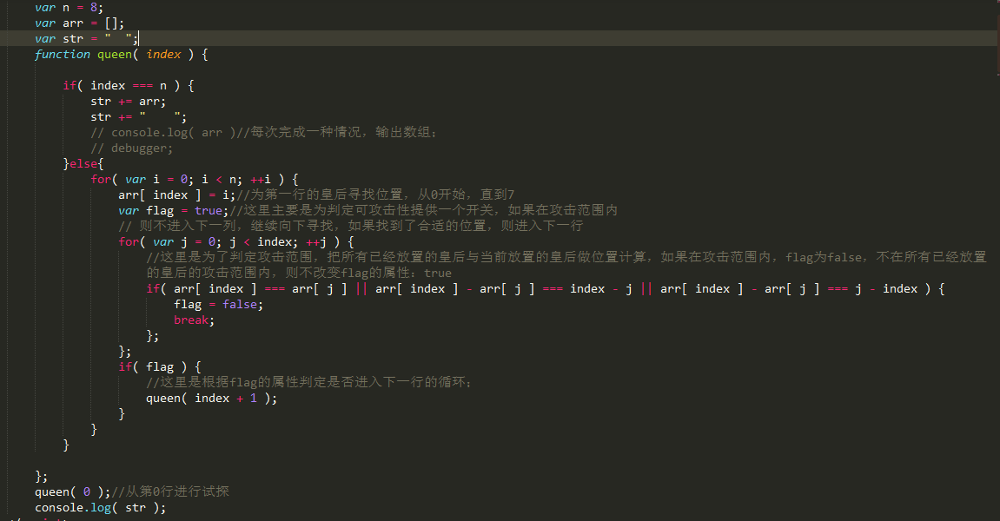 var n = 8;
var arr = [];
var str = "  ";
function queen( index ) {
if( index === n ) {
str += arr;
str += "    ";
// console.log( arr )//每次完成一种情况，输出数组;
// debugger;
}else{
for( var i = 0; i < n; ++i ) {
arr[ index ] = i;//为第一行的皇后寻找位置，从0开始，直到7
var flag = true;//这里主要是为判定可攻击性提供一个开关，如果在攻击范围内
// 则不进入下一列，继续向下寻找，如果找到了合适的位置，则进入下一行
for( var j = 0; j < index; ++j ) {
//这里是为了判定攻击范围，把所有已经放置的皇后与当前放置的皇后做位置计算，如果在攻击范围内，flag为false，不在所有已经放置
的皇后的攻击范围内，则不改变flag的属性：true
if( arr[ index ] === arr[ j ] || arr[ index ] - arr[ j ] === index - j || arr[ index ] - arr[ j ] === j - index ) {
flag = false;
break;
};
};
if( flag ) {
//这里是根据flag的属性判定是否进入下一行的循环;
queen( index + 1 );
}
}
}
};
queen( 0 );//从第0行进行试探
console.log( str );